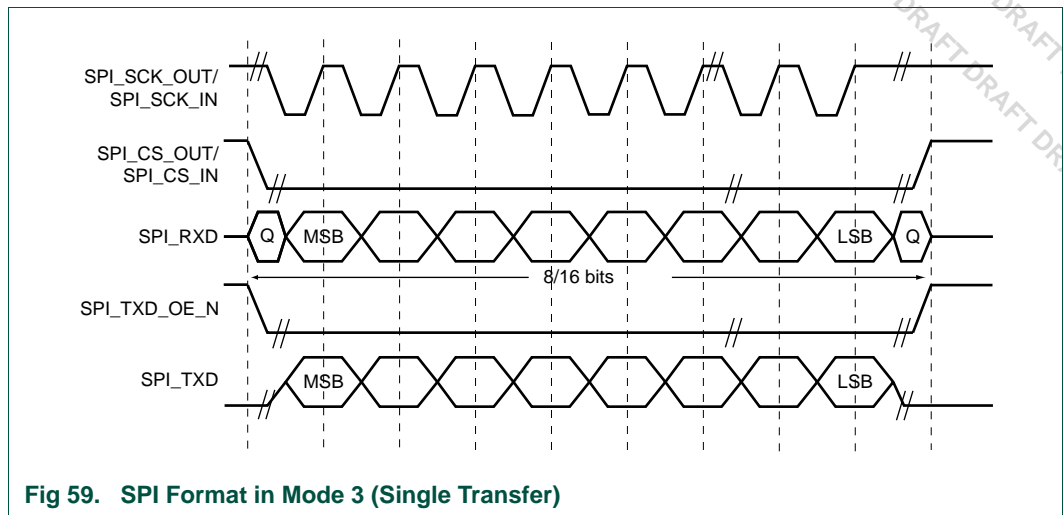 DRAFT DRAFT DRAFT DR
DRAFT
SPI_SCK_OUT/
SPI_SCK_IN
SPI_CS_OUT/
SPI_CS_IN
SPI_RXD
Q
MSB
LSB
Q
8/16 bits
SPI_TXD_OE_N
SPI_TXD
MSB
LSB
Fig 59. SPI Format in Mode 3 (Single Transfer)